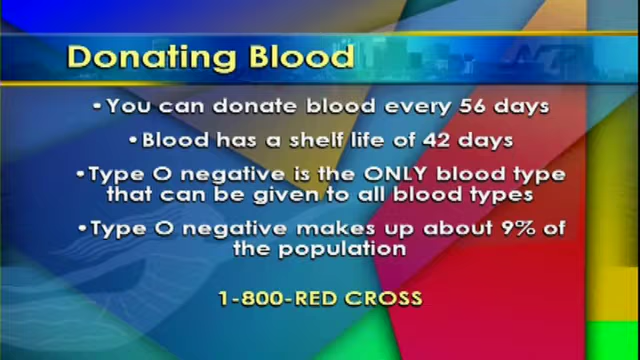 Donating Blood
•You can donate blood every 56 days
•Blood has a shelf life of 42 days
•Type O negative is the ONLY blood type
that can be given to all blood types
•Type O negative makes up about 9% of
the population
1-800-RED CROSS